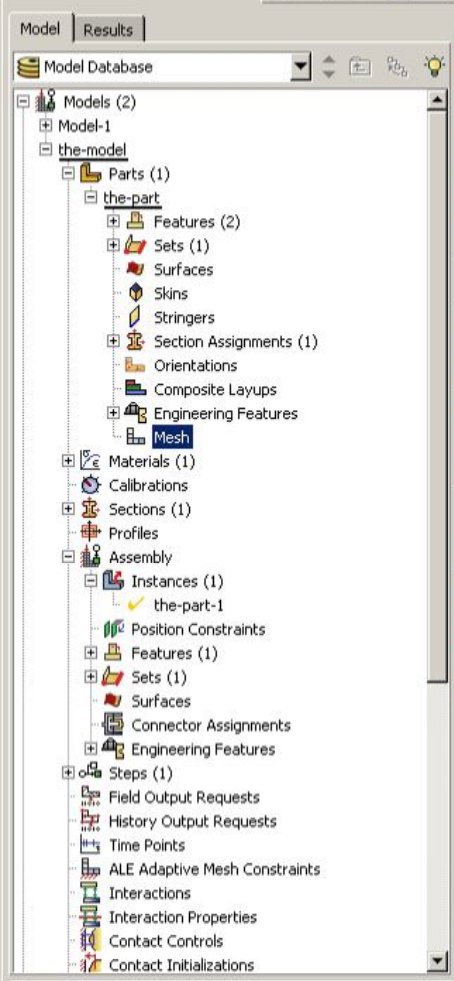 Model Results
Model Database
Models (2)
Model-1
the-model
Parts (1)
the-part
Features (2)
Sets (1)
Surfaces
Skins
Stringers
Section Assignments (1)
Orientations
Composite Layups
Engineering Features
Mesh
Materials (1)
Calibrations
Sections (1)
Profiles
Assembly
Instances (1)
the-part-1
Position Constraints
Features (1)
Sets (1)
Surfaces
Connector Assignments
Engineering Features
Steps (1)
Field Output Requests
History Output Requests
Time Points
ALE Adaptive Mesh Constraints
Interactions
Interaction Properties
Contact Controls
Contact Initializations